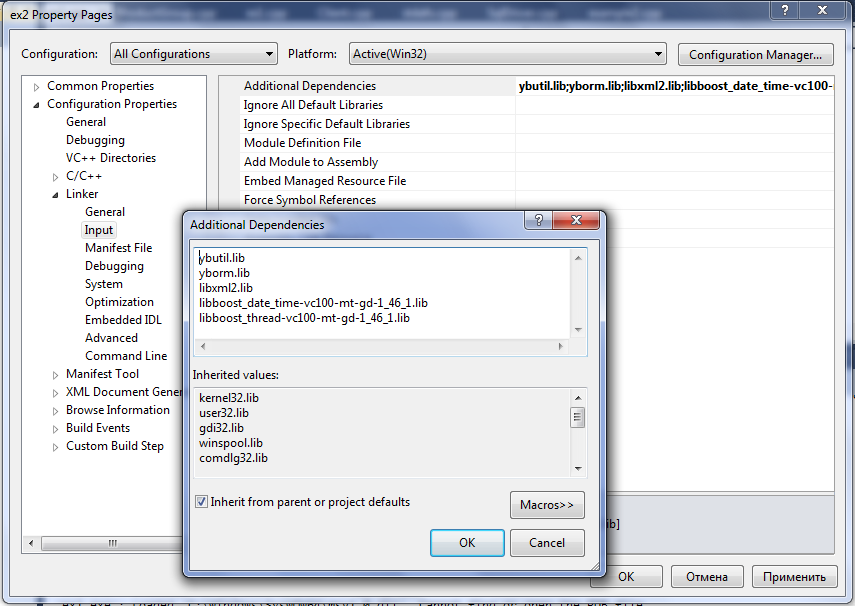 ex2 Property Pages
Configuration: All Configurations Platform: Active(Win32) Configuration Manager...
Common Properties
Configuration Properties
General
Debugging
VC++ Directories
C/C++
Linker
General
Input
Manifest File
Debugging
System
Optimization
Embedded IDL
Advanced
Command Line
Manifest Tool
XML Document Gener
Browse Information
Build Events
Custom Build Step
Additional Dependencies ybutil.lib;yborm.lib;libxml2.lib;libboost_date_time-vc100-
Ignore All Default Libraries
Ignore Specific Default Libraries
Module Definition File
Add Module to Assembly
Embed Managed Resource File
Force Symbol References
Additional Dependencies
ybutil.lib
yborm.lib
libxml2.lib
libboost_date_time-vc100-mt-gd-1_46_1.lib
libboost_thread-vc100-mt-gd-1_46_1.lib
Inherited values:
kernel32.lib
user32.lib
gdi32.lib
winspool.lib
comdlg32.lib
Inherit from parent or project defaults
Macros>>
OK Cancel
ib]
OK Отмена Применить